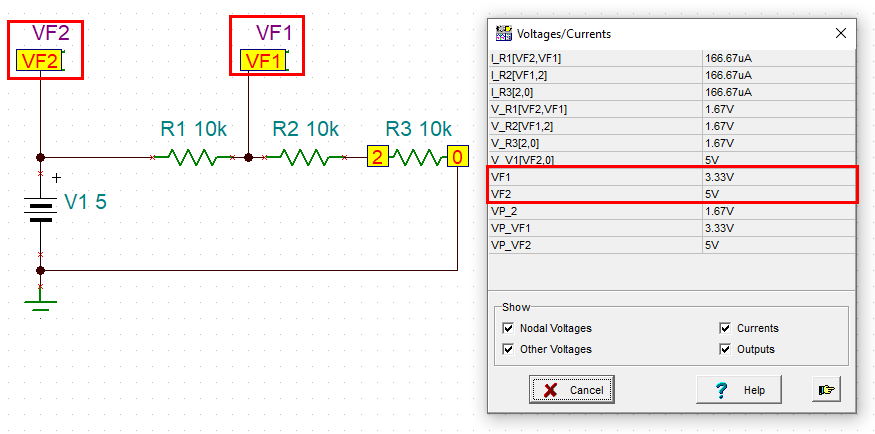 VF2
VF2
VF1
VF1
R1 10k
R2 10k
R3 10k
2
0
+
V1 5
Voltages/Currents
I_R1[VF2,VF1] 166.67uA
I_R2[VF1,2] 166.67uA
I_R3[2,0] 166.67uA
V_R1[VF2,VF1] 1.67V
V_R2[VF1,2] 1.67V
V_R3[2,0] 1.67V
V_V1[VF2,0] 5V
VF1 3.33V
VF2 5V
VP_2 1.67V
VP_VF1 3.33V
VP_VF2 5V
Show
Nodal Voltages
Currents
Other Voltages
Outputs
Cancel
? Help